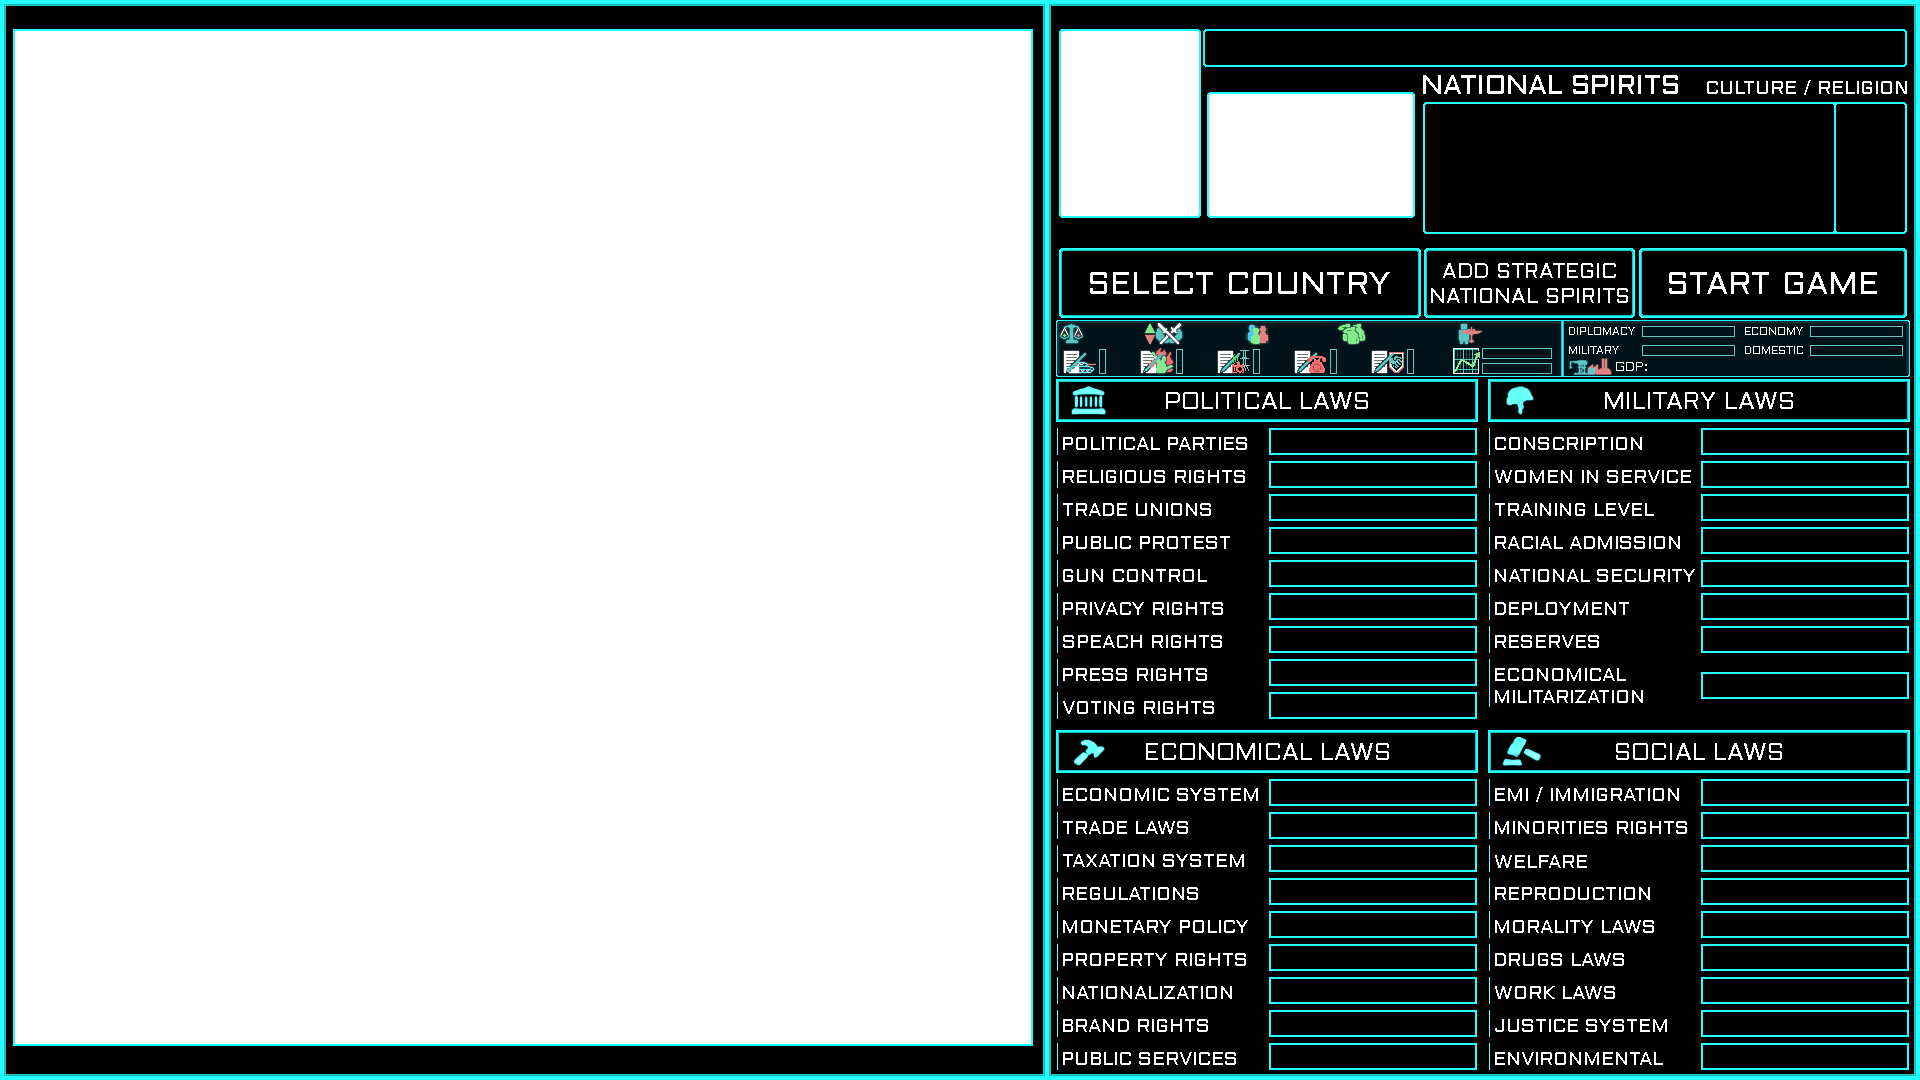 NATIONAL SPIRITS CULTURE / RELIGION
SELECT COUNTRY
ADD STRATEGIC
NATIONAL SPIRITS
START GAME
DIPLOMACY
ECONOMY
MILITARY
DOMESTIC
GDP:
POLITICAL LAWS
POLITICAL PARTIES
RELIGIOUS RIGHTS
TRADE UNIONS
PUBLIC PROTEST
GUN CONTROL
PRIVACY RIGHTS
SPEACH RIGHTS
PRESS RIGHTS
VOTING RIGHTS
MILITARY LAWS
CONSCRIPTION
WOMEN IN SERVICE
TRAINING LEVEL
RACIAL ADMISSION
NATIONAL SECURITY
DEPLOYMENT
RESERVES
ECONOMICAL
MILITARIZATION
ECONOMICAL LAWS
ECONOMIC SYSTEM
TRADE LAWS
TAXATION SYSTEM
REGULATIONS
MONETARY POLICY
PROPERTY RIGHTS
NATIONALIZATION
BRAND RIGHTS
PUBLIC SERVICES
SOCIAL LAWS
EMI / IMMIGRATION
MINORITIES RIGHTS
WELFARE
REPRODUCTION
MORALITY LAWS
DRUGS LAWS
WORK LAWS
JUSTICE SYSTEM
ENVIRONMENTAL